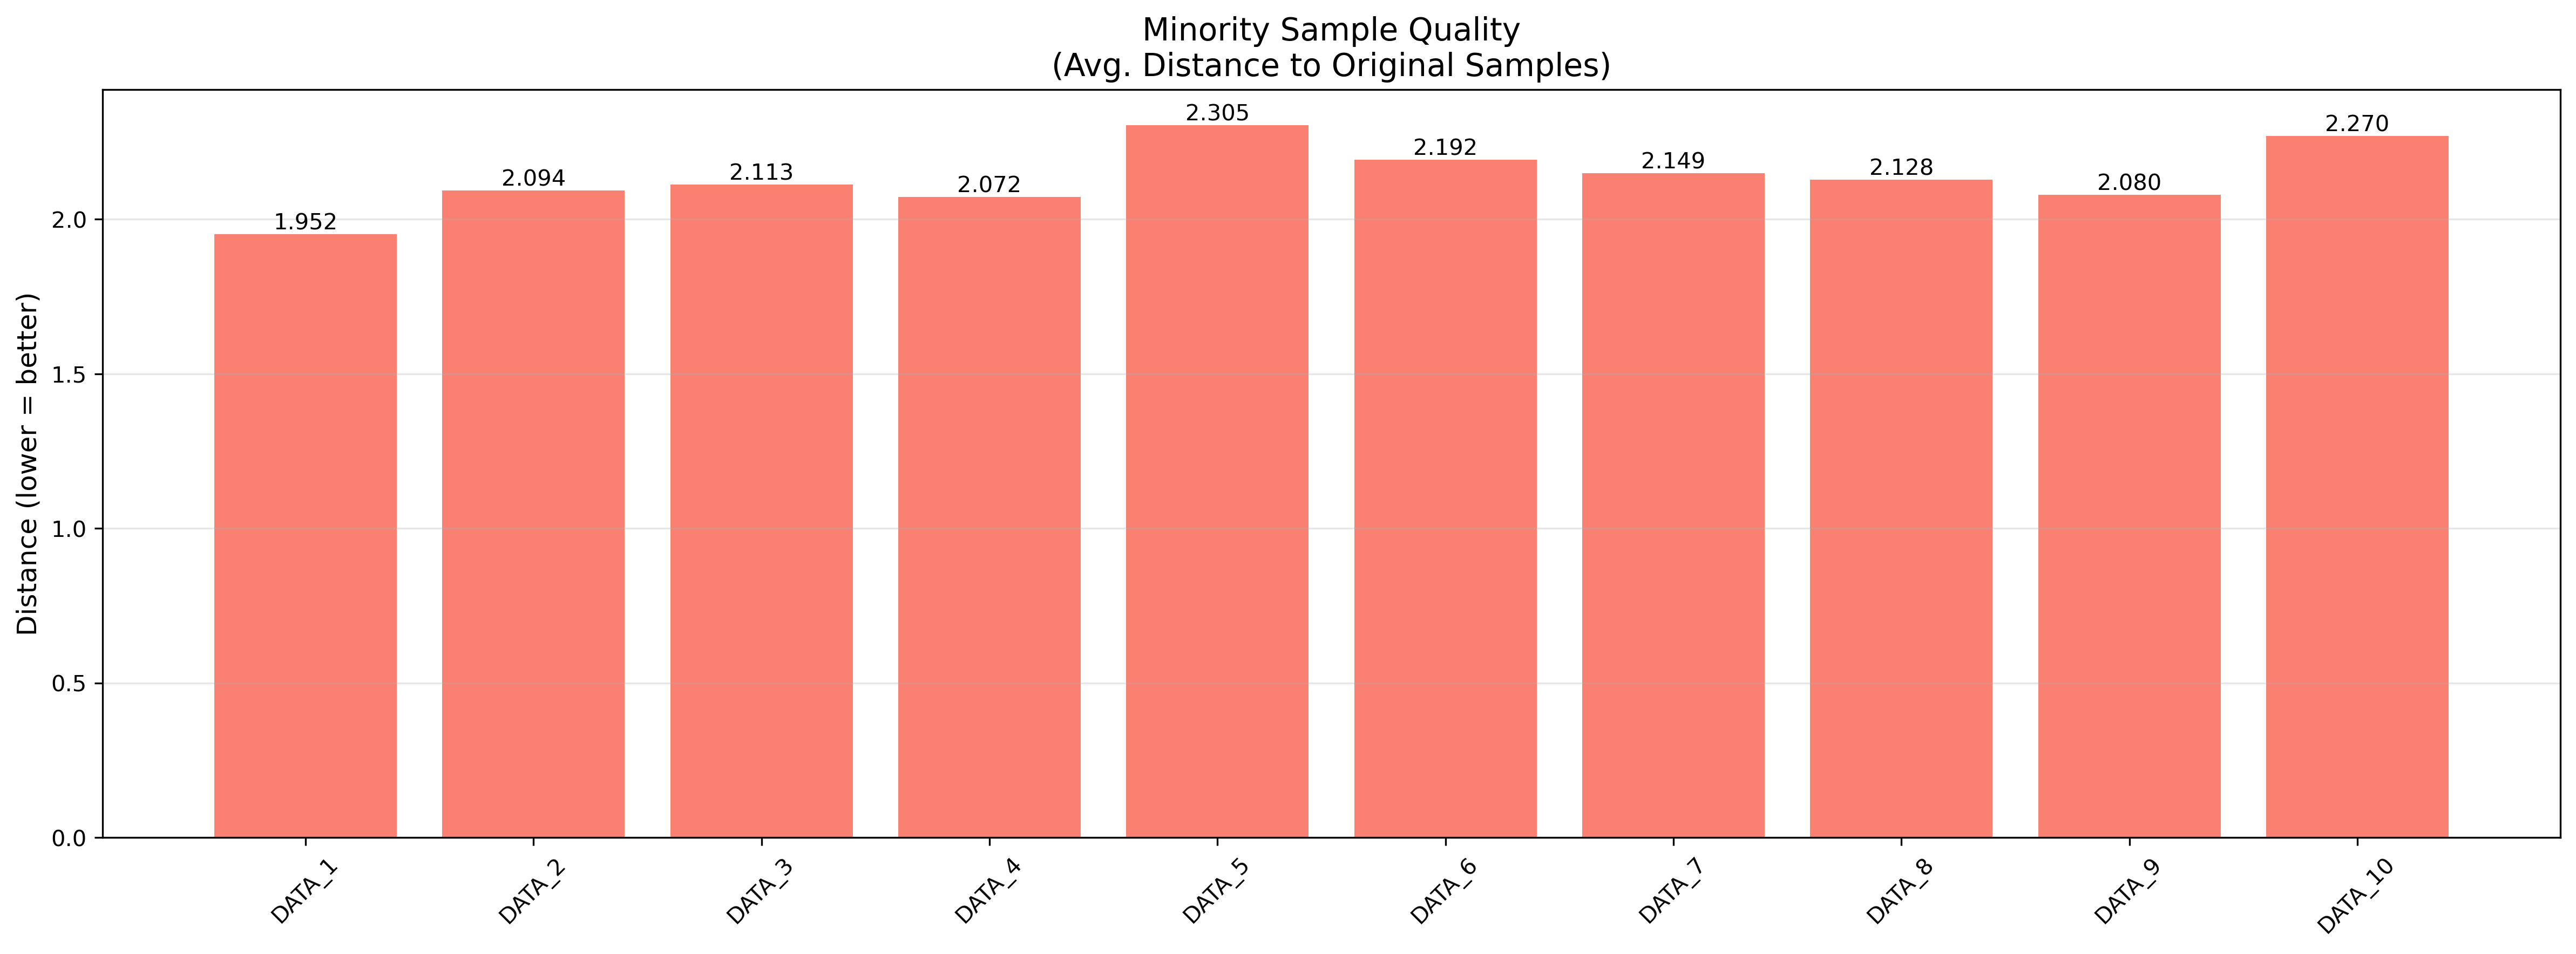 Minority Sample Quality
(Avg. Distance to Original Samples)
Distance (lower = better)
2.0
1.5
1.0
0.5
0.0
1.952
2.094
2.113
2.072
2.305
2.192
2.149
2.128
2.080
2.270
DATA_1
DATA_2
DATA_3
DATA_4
DATA_5
DATA_6
DATA_7
DATA_8
DATA_9
DATA_10